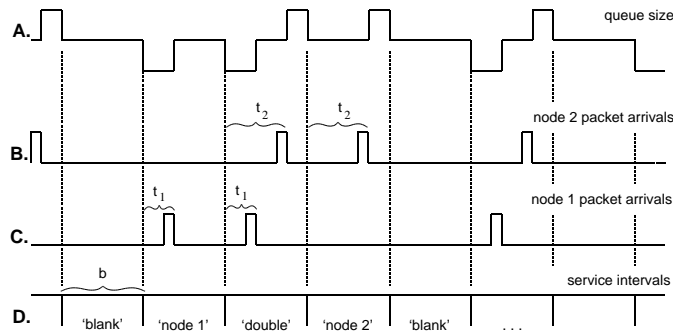 A.
queue size
t2
t2
node 2 packet arrivals
B.
t1
t1
node 1 packet arrivals
C.
b
service intervals
D.
'blank' 'node 1' 'double' 'node 2' 'blank' . . .